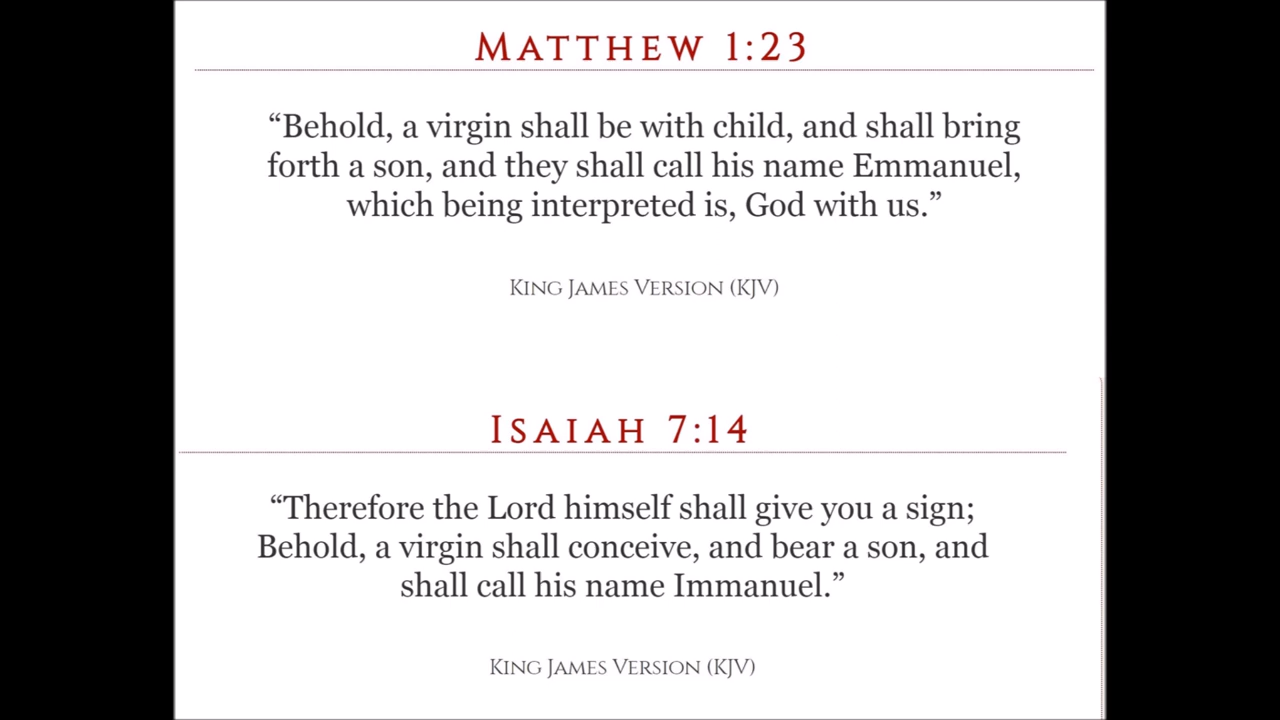 MATTHEW 1:23
“Behold, a virgin shall be with child, and shall bring
forth a son, and they shall call his name Emmanuel,
which being interpreted is, God with us.”
KING JAMES VERSION (KJV)
ISAIAH 7:14
“Therefore the Lord himself shall give you a sign;
Behold, a virgin shall conceive, and bear a son, and
shall call his name Immanuel.”
KING JAMES VERSION (KJV)